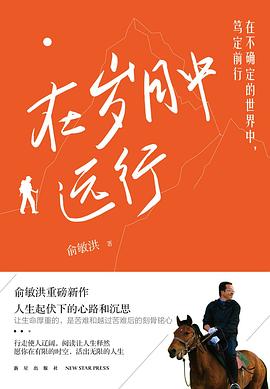 在不确定的世界中，
笃定前行
在岁月中
远行
俞敏洪 著
俞敏洪重磅新作
人生起伏下的心路和沉思
让生命厚重的，是苦难和越过苦难后的刻骨铭心
行走使人辽阔，阅读让人生释然
愿你在有限的时空，活出无限的人生
新星出版社 NEW STAR PRESS